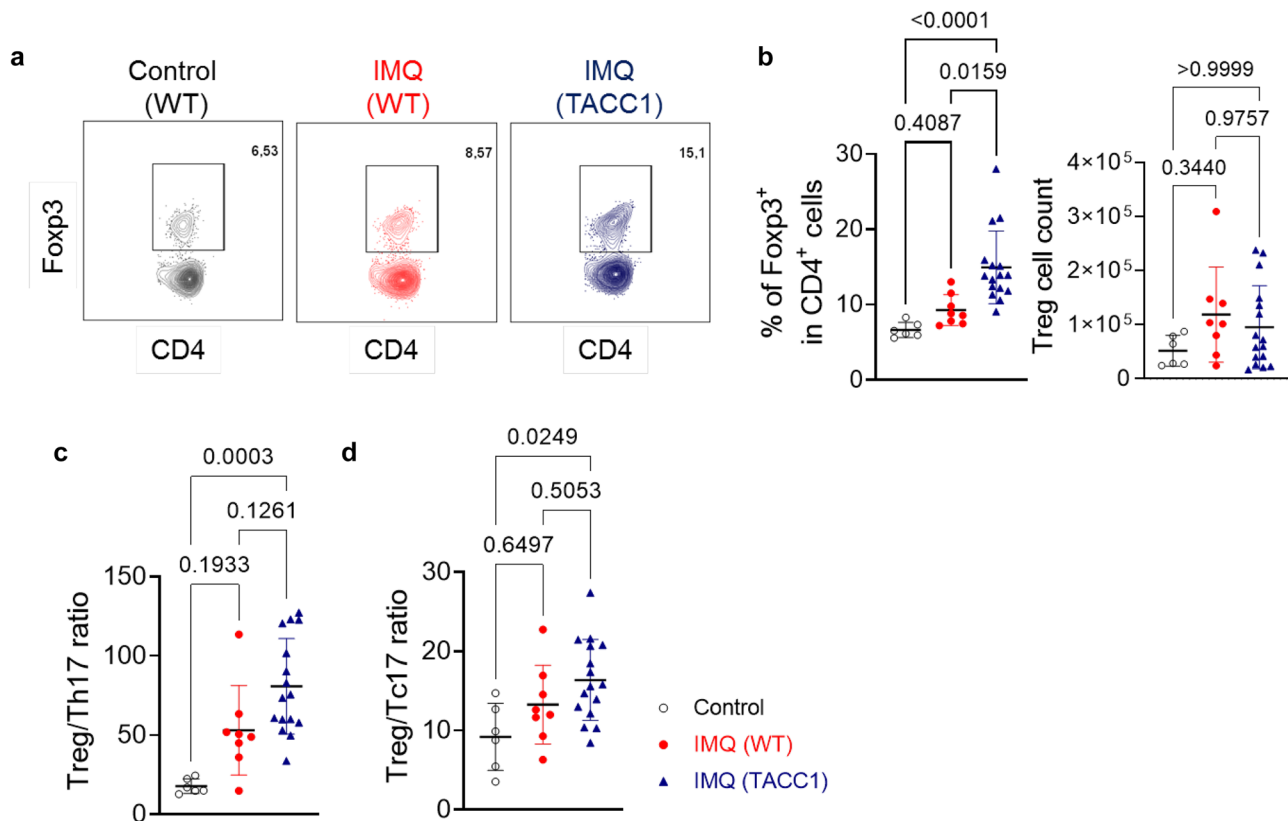 a
Control
(WT)
IMQ
(WT)
IMQ
(TACC1)
6,53
8,57
15,1
Foxp3
CD4
CD4
CD4
b
<0.0001
0.0159
0.4087
30
20
10
0
% of Foxp3⁺
in CD4⁺ cells
>0.9999
0.9757
0.3440
4×10⁵
3×10⁵
2×10⁵
1×10⁵
0
Treg cell count
c
0.0003
0.1261
0.1933
150
100
50
0
Treg/Th17 ratio
d
0.0249
0.5053
0.6497
30
20
10
0
Treg/Tc17 ratio
Control
IMQ (WT)
IMQ (TACC1)